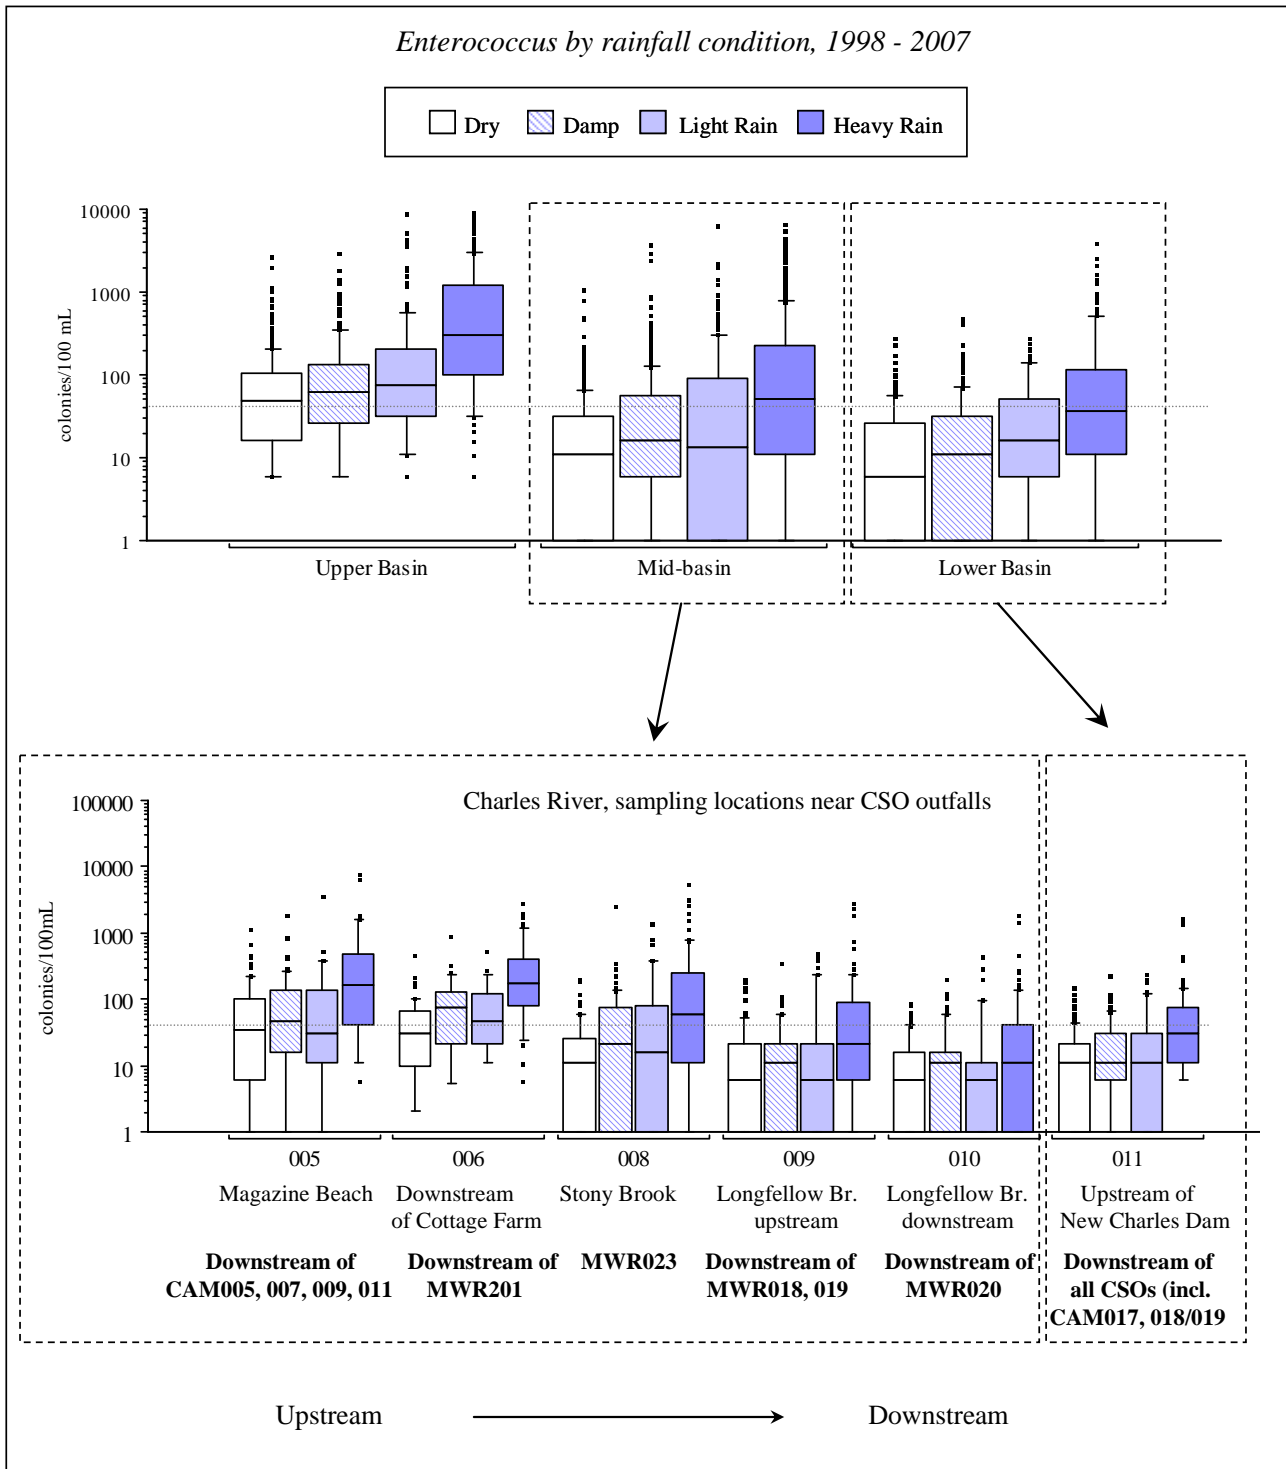 Enterococcus by rainfall condition, 1998 - 2007
Dry Damp Light Rain Heavy Rain
10000
1000
100
10
1
colonies/100 mL
Upper Basin Mid-basin Lower Basin
Charles River, sampling locations near CSO outfalls
100000
10000
1000
100
10
1
colonies/100mL
005 006 008 009 010 011
Magazine Beach Downstream Stony Brook Longfellow Br. Longfellow Br. Upstream of
of Cottage Farm upstream downstream New Charles Dam
Downstream of Downstream of MWR023 Downstream of Downstream of Downstream of
CAM005, 007, 009, 011 MWR201 MWR018, 019 MWR020 all CSOs (incl.
CAM017, 018/019
Upstream Downstream